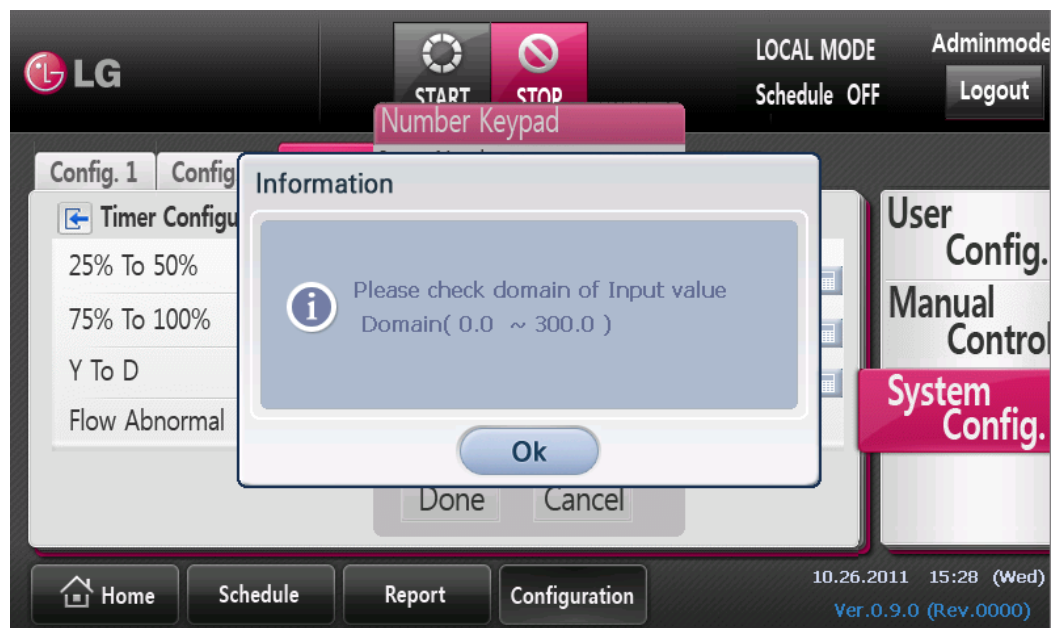 LG
START
STOP
LOCAL MODE
Schedule OFF
Adminmode
Logout
Number Keypad
Config. 1
Config
Information
Timer Configu
25% To 50%
75% To 100%
Y To D
Flow Abnormal
Please check domain of Input value
Domain( 0.0 ~ 300.0 )
Ok
Done
Cancel
User
Config.
Manual
Control
System
Config.
Home
Schedule
Report
Configuration
10.26.2011 15:28 (Wed)
Ver.0.9.0 (Rev.0000)